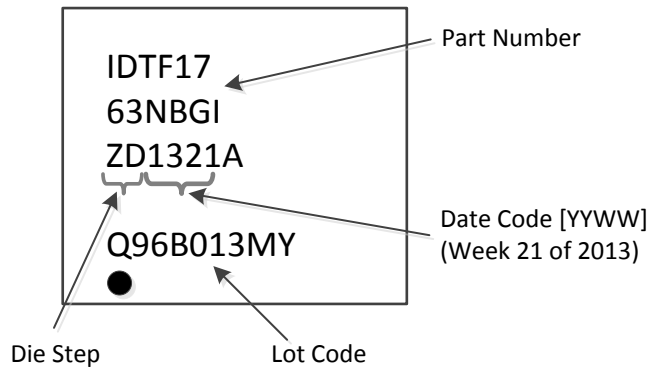 IDTF17
63NBGI
ZD1321A
Q96B013MY
Part Number
Date Code [YYWW]
(Week 21 of 2013)
Die Step
Lot Code